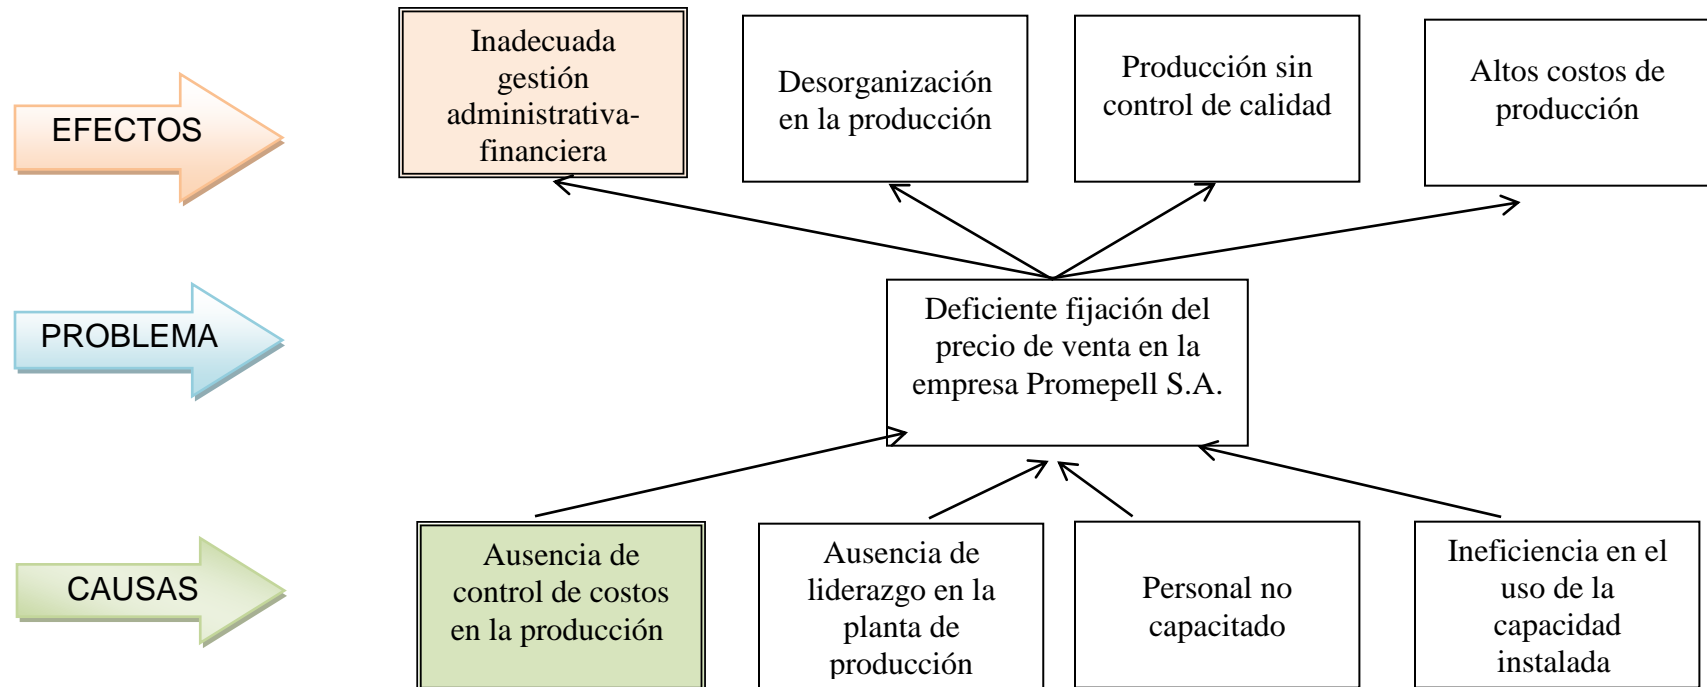 EFECTOS
Inadecuada
gestión
administrativa-
financiera
Desorganización
en la producción
Producción sin
control de calidad
Altos costos de
producción
PROBLEMA
Deficiente fijación del
precio de venta en la
empresa Promepell S.A.
CAUSAS
Ausencia de
control de costos
en la producción
Ausencia de
liderazgo en la
planta de
producción
Personal no
capacitado
Ineficiencia en el
uso de la
capacidad
instalada